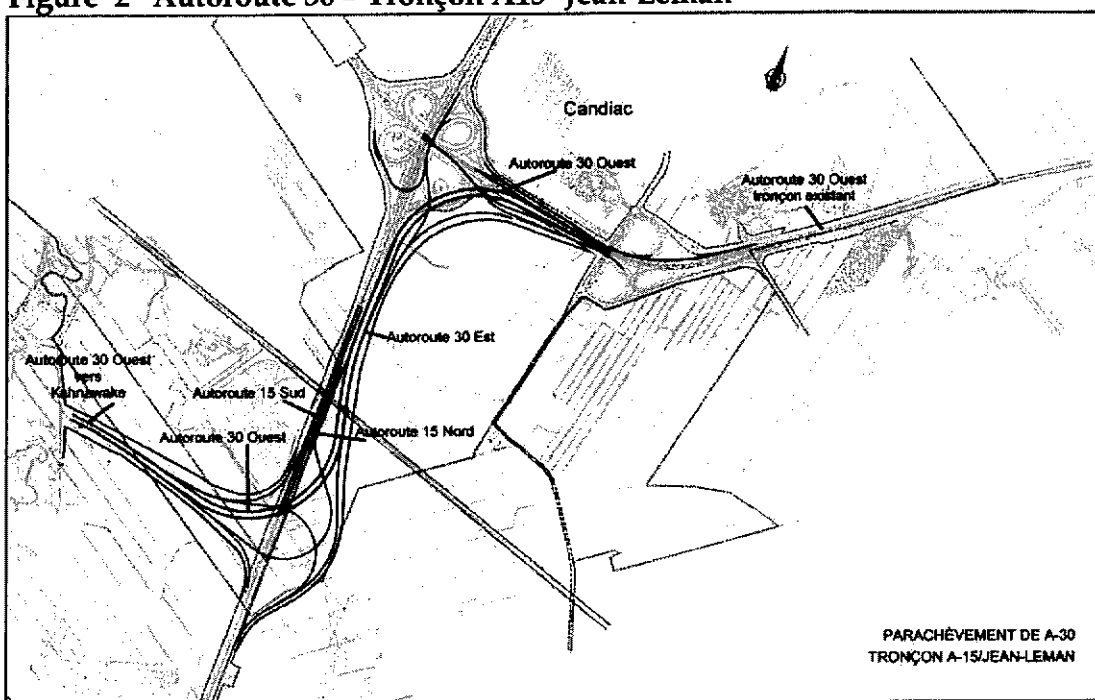 Figure 2 Autoroute 30 - Tronçon A15- Jean-Leman
Candiac
Autoroute 30 Ouest
Autoroute 30 Ouest
tronçon existant
Autoroute 30 Est
Autoroute 30 Ouest
vers
Kahnawake
Autoroute 15 Sud
Autoroute 30 Ouest
Autoroute 15 Nord
PARACHÈVEMENT DE A-30
TRONÇON A-15/JEAN-LEMAN